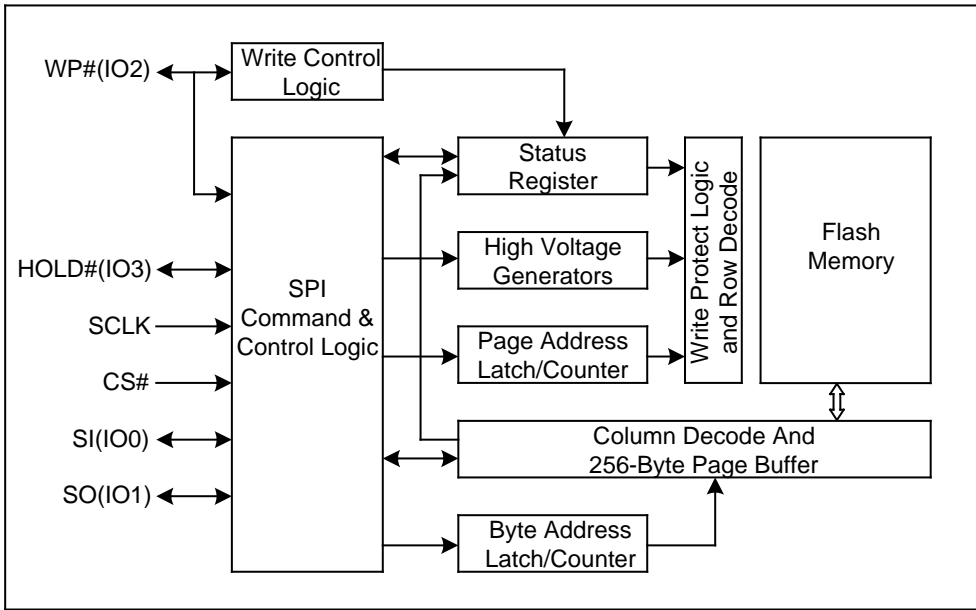 WP#(IO2)
Write Control
Logic
HOLD#(IO3)
SCLK
CS#
SI(IO0)
SO(IO1)
SPI
Command &
Control Logic
Status
Register
High Voltage
Generators
Page Address
Latch/Counter
Write Protect Logic
and Row Decode
Flash
Memory
Column Decode And
256-Byte Page Buffer
Byte Address
Latch/Counter